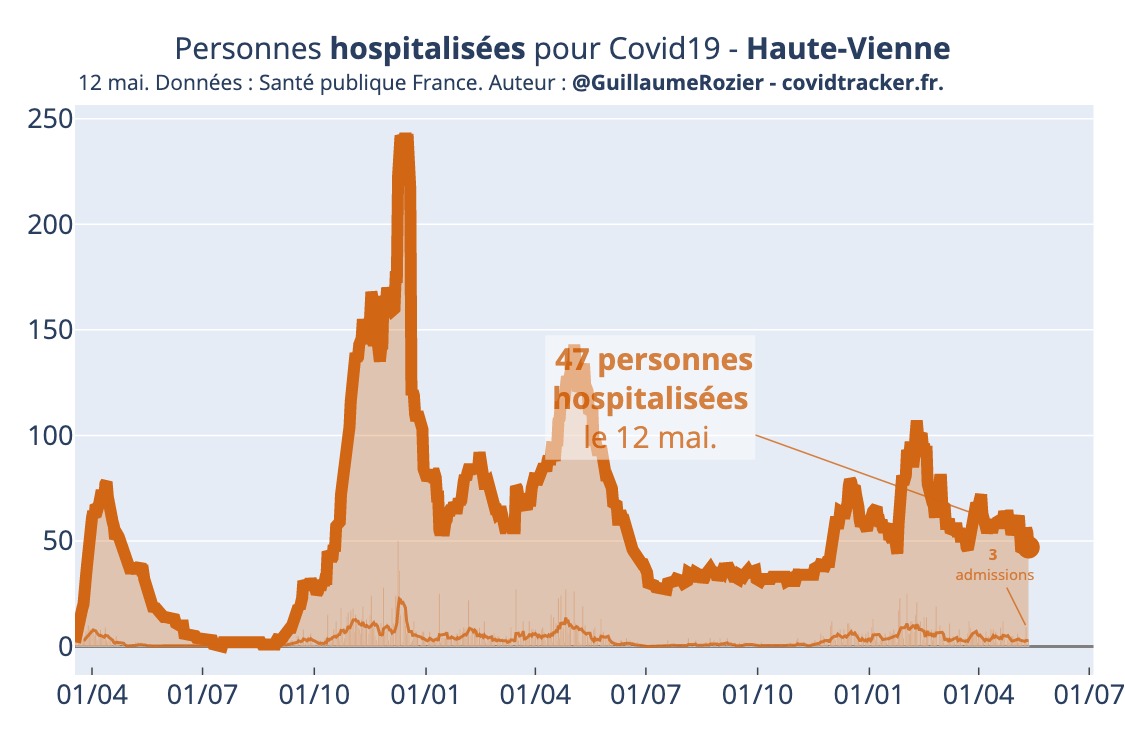 Personnes hospitalisées pour Covid19 - Haute-Vienne
12 mai. Données : Santé publique France. Auteur : @GuillaumeRozier - covidtracker.fr.
250
200
150
100
50
0
47 personnes
hospitalisées
le 12 mai.
3
admissions
01/04 01/07 01/10 01/01 01/04 01/07 01/10 01/01 01/04 01/07